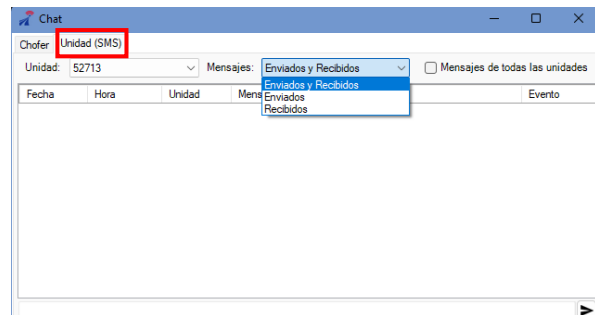 Chat
Chofer Unidad (SMS)
Unidad: 52713 Mensajes: Enviados y Recibidos Mensajes de todas las unidades
Fecha Hora Unidad Mens Evento
Enviados y Recibidos
Enviados
Recibidos